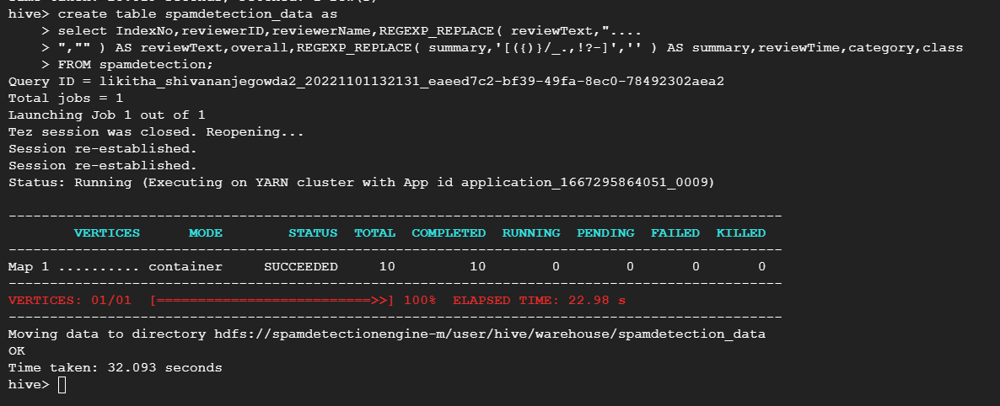 hive> create table spamdetection_data as
    > select IndexNo,reviewerID,reviewerName,REGEXP_REPLACE( reviewText,"....
    > ","" ) AS reviewText,overall,REGEXP_REPLACE( summary,'[({)}/_.,!?-]','' ) AS summary,reviewTime,category,class
    > FROM spamdetection;
Query ID = likitha_shivananjegowda2_20221101132131_eaeed7c2-bf39-49fa-8ec0-78492302aea2
Total jobs = 1
Launching Job 1 out of 1
Tez session was closed. Reopening...
Session re-established.
Session re-established.
Status: Running (Executing on YARN cluster with App id application_1667295864051_0009)
----------------------------------------------------------------------------------------------
        VERTICES      MODE        STATUS  TOTAL  COMPLETED  RUNNING  PENDING  FAILED  KILLED
----------------------------------------------------------------------------------------------
Map 1 .......... container     SUCCEEDED     10         10        0        0       0       0
----------------------------------------------------------------------------------------------
VERTICES: 01/01  [==========================>>] 100%  ELAPSED TIME: 22.98 s
----------------------------------------------------------------------------------------------
Moving data to directory hdfs://spamdetectionengine-m/user/hive/warehouse/spamdetection_data
OK
Time taken: 32.093 seconds
hive>